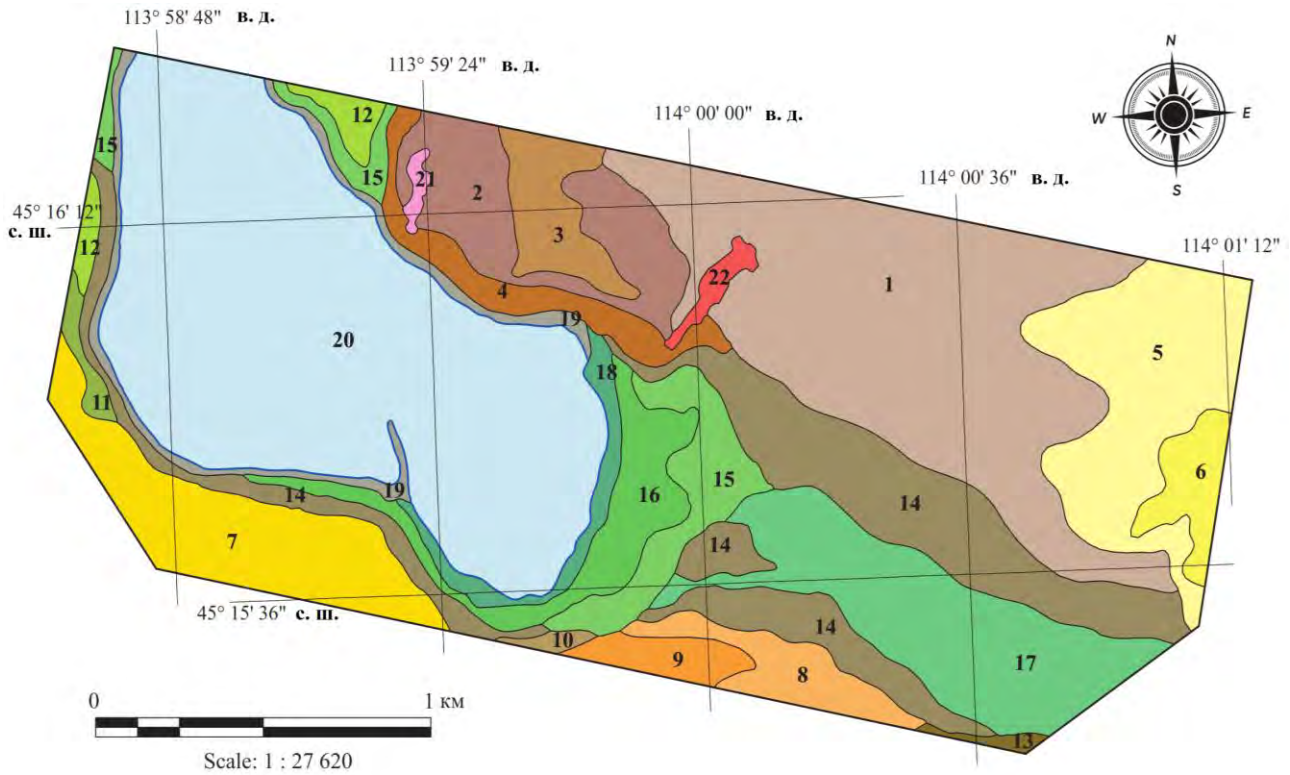 113° 58' 48" в. д.
113° 59' 24" в. д.
114° 00' 00" в. д.
114° 00' 36" в. д.
114° 01' 12" в. д.
N
W
E
S
45° 16' 12"
с. ш.
15
12
12
15
21
2
3
22
1
5
6
4
19
20
18
11
16
15
14
19
14
14
7
14
10
9
8
17
13
45° 15' 36" с. ш.
0
1 км
Scale: 1 : 27 620